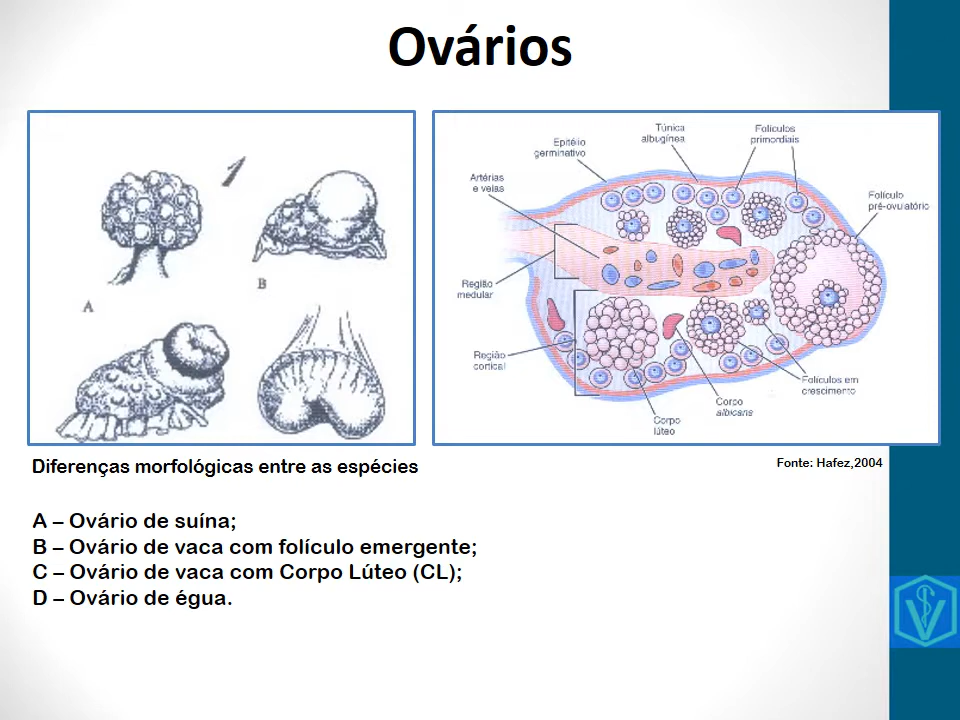 Ovários
1
A
B
Epitélio
germinativo
Túnica
albugínea
Folículos
primordiais
Artérias
e veias
Folículo
pré-ovulatório
Região
medular
Região
cortical
Folículos em
crescimento
Corpo
albicans
Corpo
lúteo
Diferenças morfológicas entre as espécies
Fonte: Hafez,2004
A – Ovário de suína;
B – Ovário de vaca com folículo emergente;
C – Ovário de vaca com Corpo Lúteo (CL);
D – Ovário de égua.
V